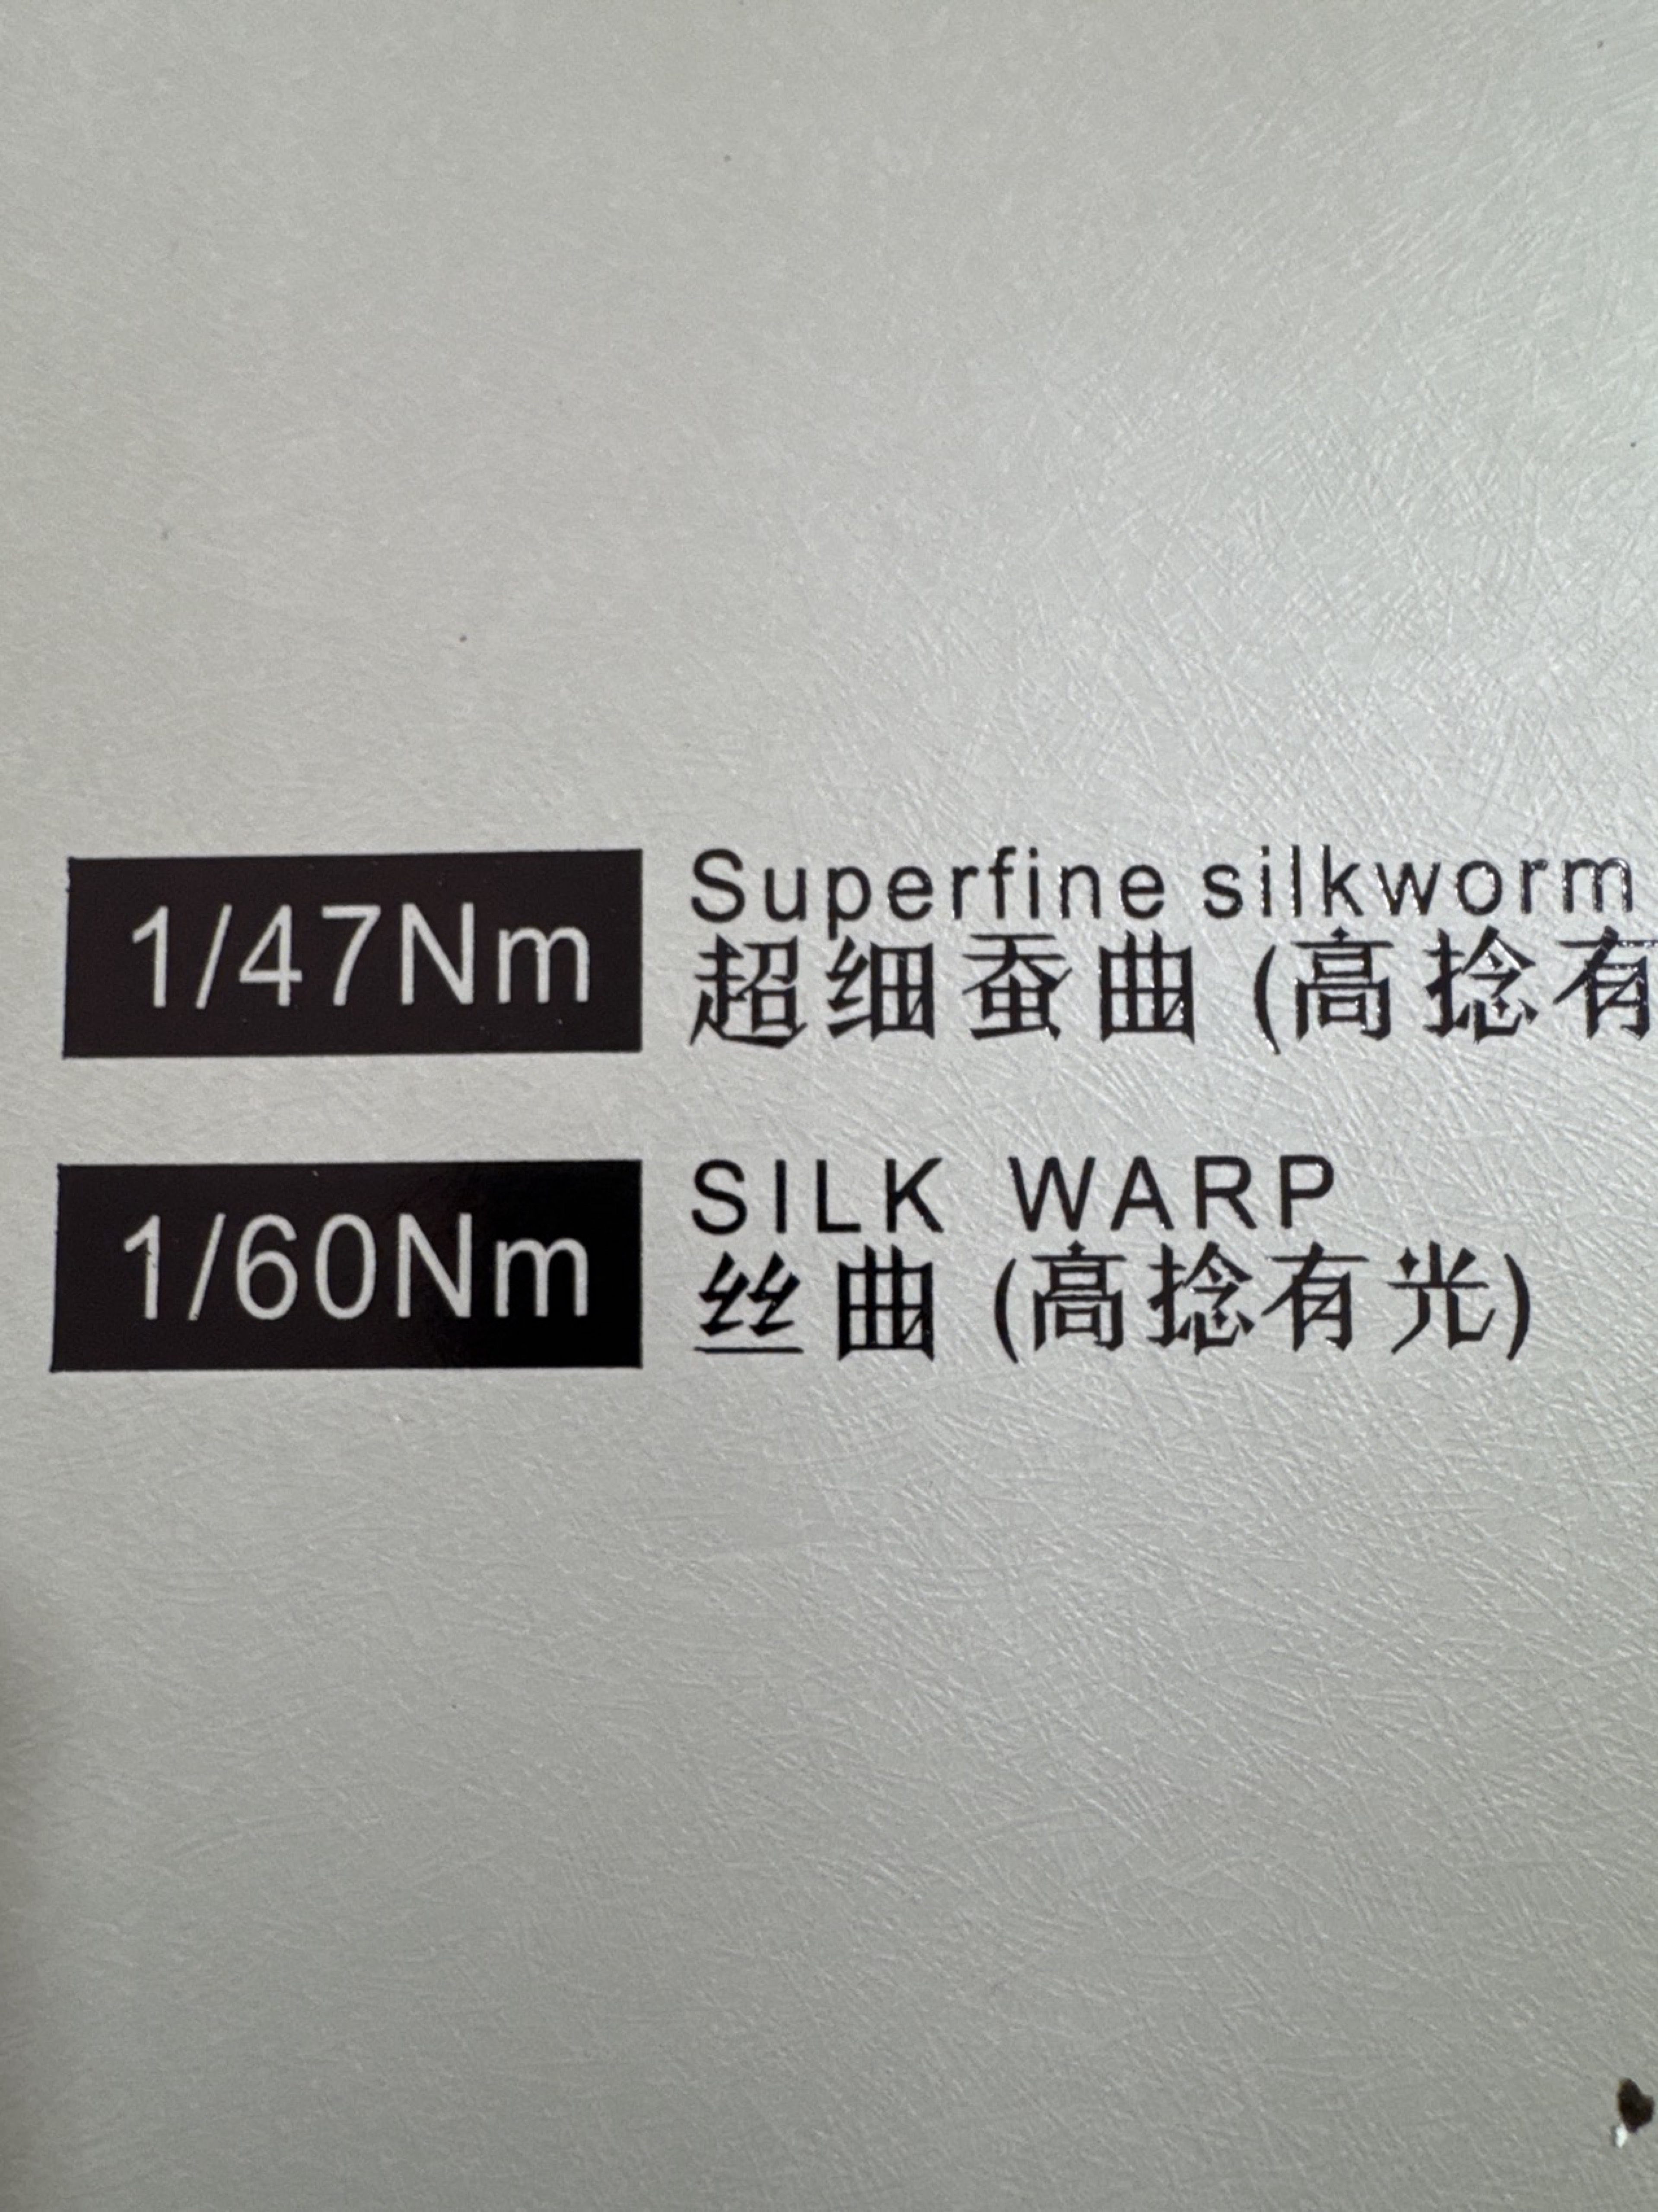 1/47Nm
Superfine silkworm
超细蚕曲 (高捻有
1/60Nm
SILK WARP
丝曲 (高捻有光)